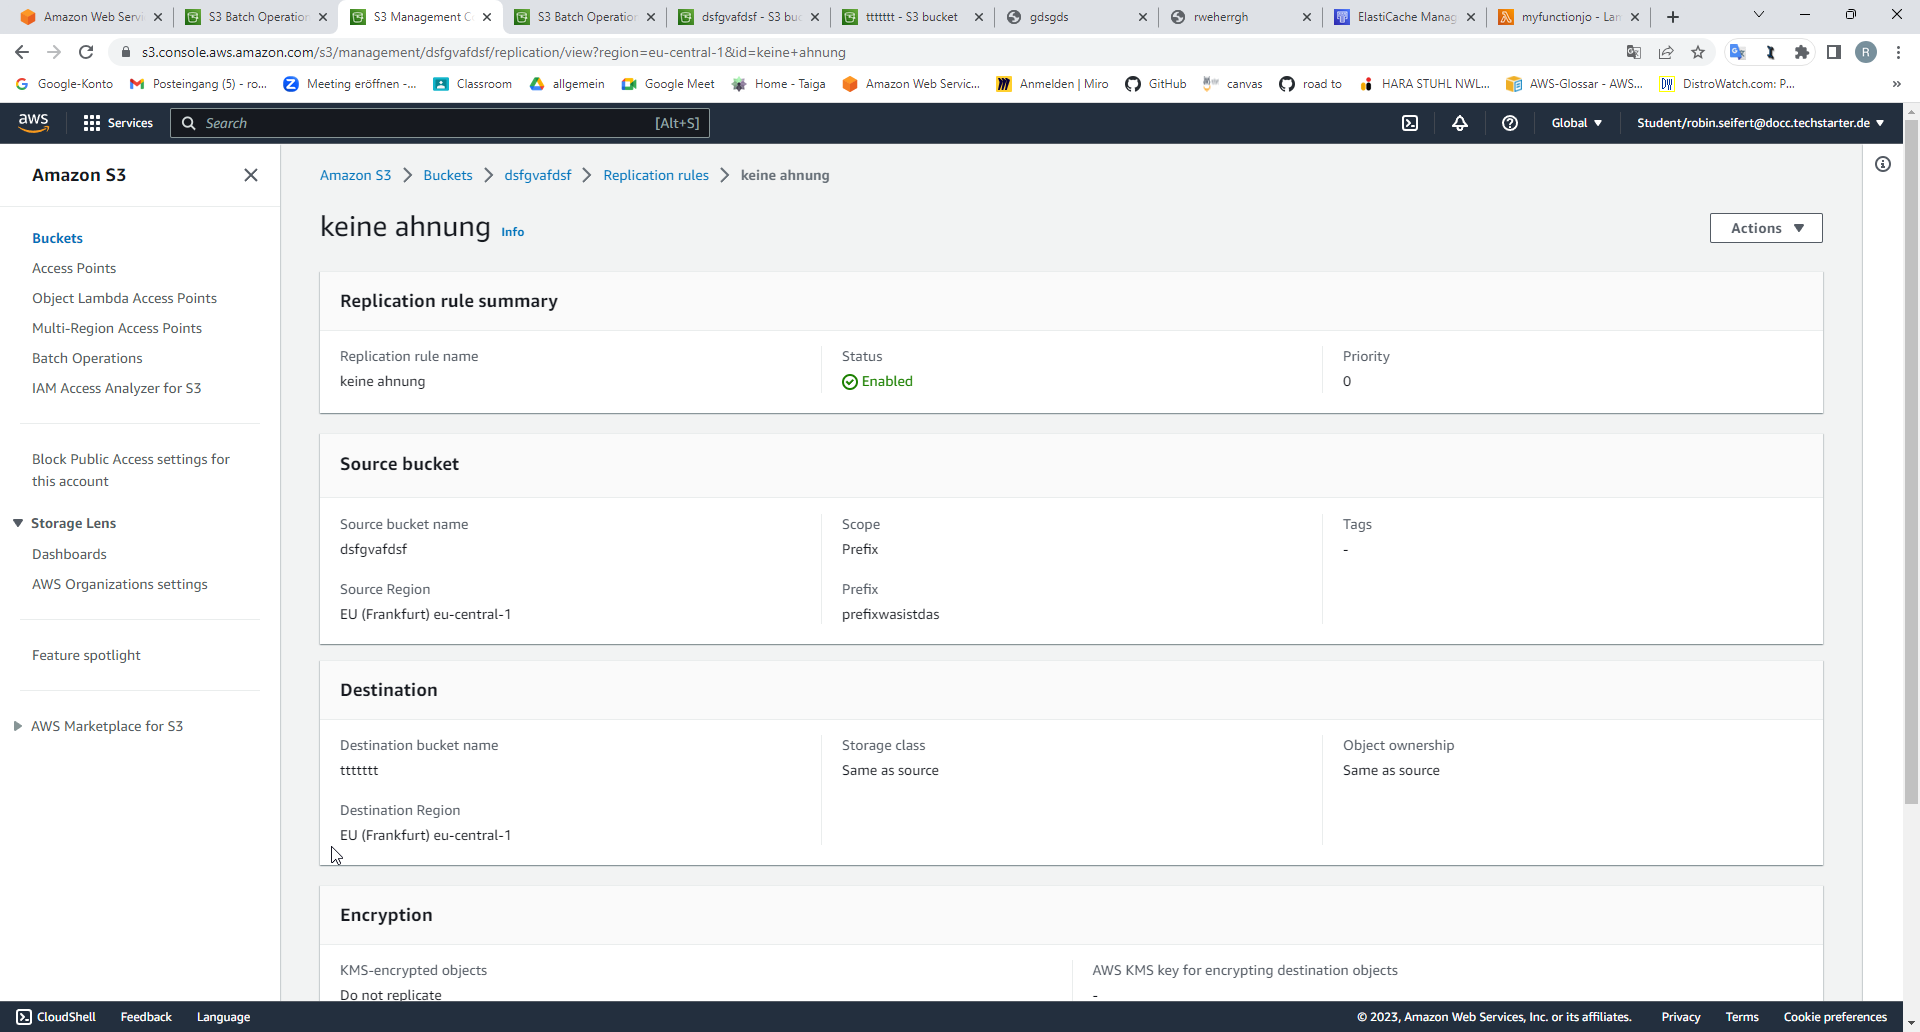 Amazon Web Servi
S3 Batch Operation
S3 Management C
S3 Batch Operation
dsfgvafdsf - S3 buc
ttttttt - S3 bucket
gdsgds
rweherrgh
ElastiCache Manag
myfunctionjo - Lam
s3.console.aws.amazon.com/s3/management/dsfgvafdsf/replication/view?region=eu-central-1&id=keine+ahnung
R
Google-Konto
Posteingang (5) - ro...
Meeting eröffnen -...
Classroom
allgemein
Google Meet
Home - Taiga
Amazon Web Servic...
Anmelden | Miro
GitHub
canvas
road to
HARA STUHL NWL...
AWS-Glossar - AWS...
DistroWatch.com: P...
aws
Services
Search
[Alt+S]
Global
Student/robin.seifert@docc.techstarter.de
Amazon S3
Buckets
Access Points
Object Lambda Access Points
Multi-Region Access Points
Batch Operations
IAM Access Analyzer for S3
Block Public Access settings for
this account
Storage Lens
Dashboards
AWS Organizations settings
Feature spotlight
AWS Marketplace for S3
Amazon S3 > Buckets > dsfgvafdsf > Replication rules > keine ahnung
keine ahnung Info
Actions
Replication rule summary
Replication rule name
keine ahnung
Status
Enabled
Priority
0
Source bucket
Source bucket name
dsfgvafdsf
Source Region
EU (Frankfurt) eu-central-1
Scope
Prefix
Prefix
prefixwasistdas
Tags
-
Destination
Destination bucket name
ttttttt
Destination Region
EU (Frankfurt) eu-central-1
Storage class
Same as source
Object ownership
Same as source
Encryption
KMS-encrypted objects
Do not replicate
AWS KMS key for encrypting destination objects
-
CloudShell
Feedback
Language
© 2023, Amazon Web Services, Inc. or its affiliates.
Privacy
Terms
Cookie preferences